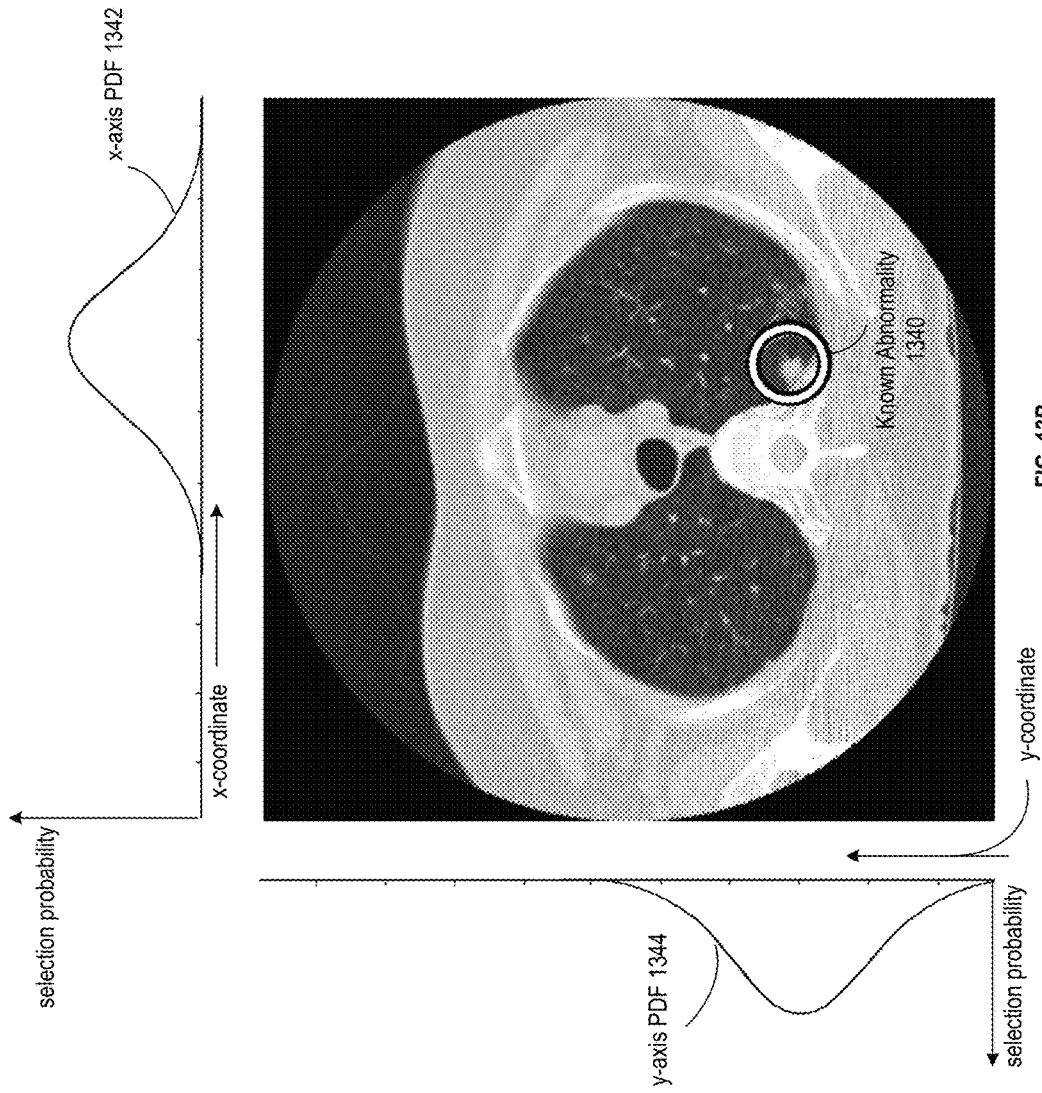 selection probability
x-axis PDF 1342
x-coordinate
y-axis PDF 1344
Known Abnormality
1340
selection probability
y-coordinate